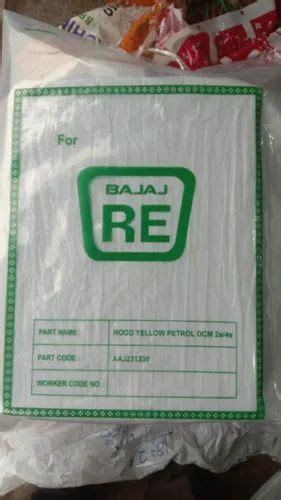 For
BAJAJ
RE
PART NAME : HOOD YELLOW PETROL DCM 2s/4s
PART CODE : AAJ231330
WORKER CODE NO :